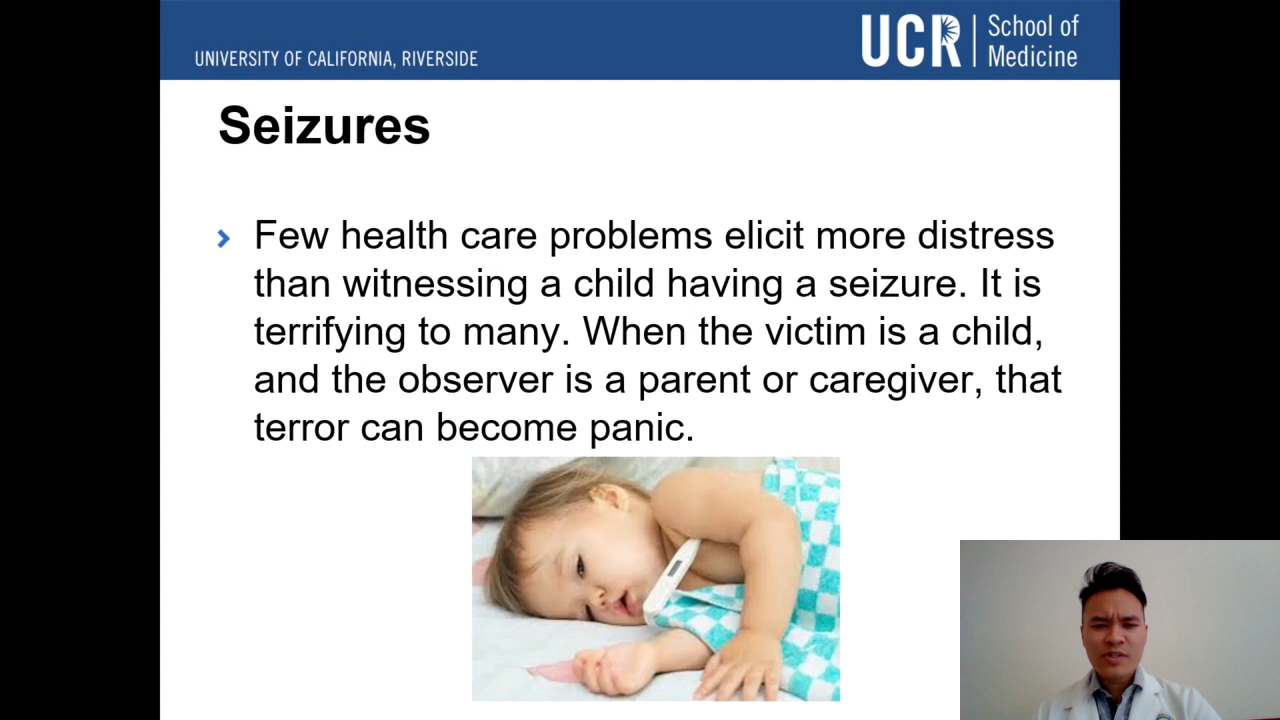 UNIVERSITY OF CALIFORNIA, RIVERSIDE
UCR School of
Medicine
Seizures
Few health care problems elicit more distress
than witnessing a child having a seizure. It is
terrifying to many. When the victim is a child,
and the observer is a parent or caregiver, that
terror can become panic.